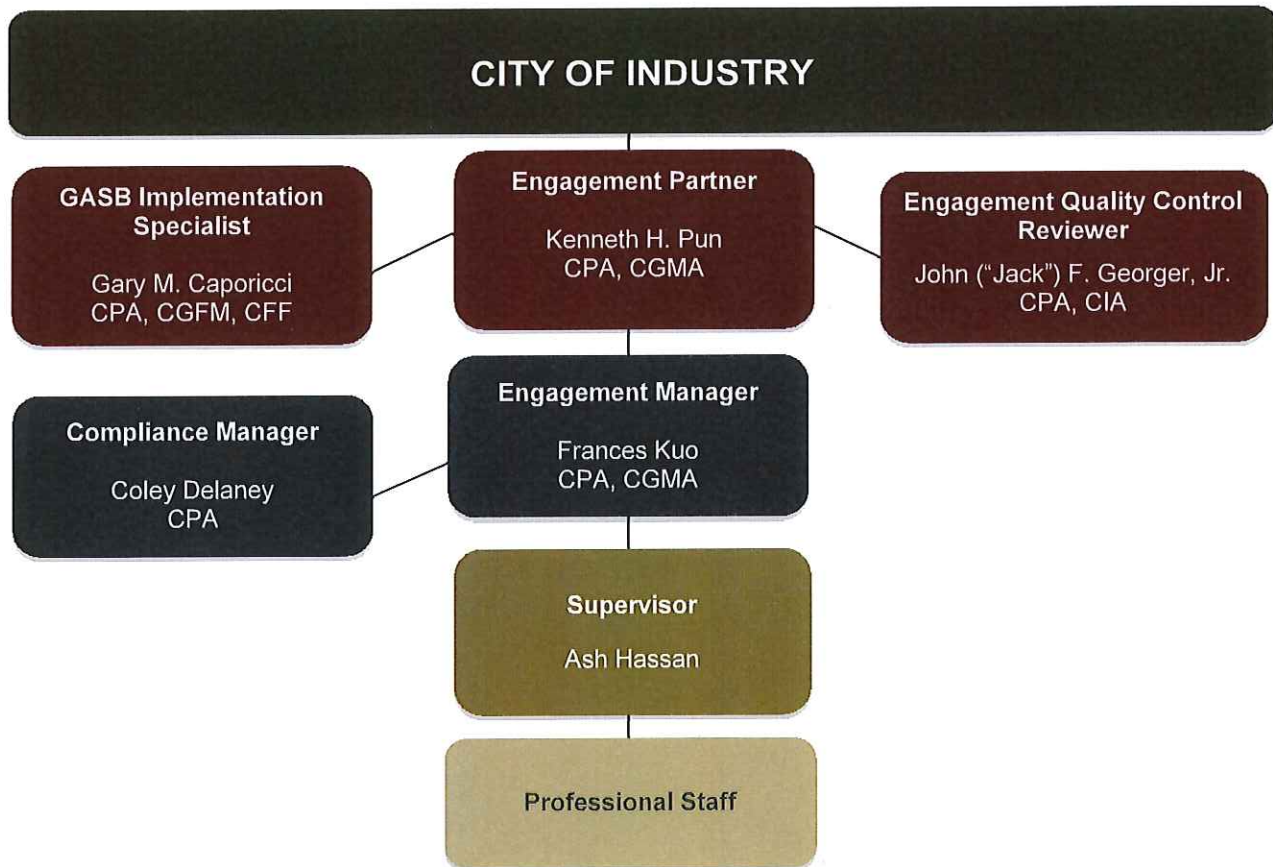 CITY OF INDUSTRY
GASB Implementation
Specialist
Gary M. Caporicci
CPA, CGFM, CFF
Engagement Partner
Kenneth H. Pun
CPA, CGMA
Engagement Quality Control
Reviewer
John ("Jack") F. Georger, Jr.
CPA, CIA
Compliance Manager
Coley Delaney
CPA
Engagement Manager
Frances Kuo
CPA, CGMA
Supervisor
Ash Hassan
Professional Staff